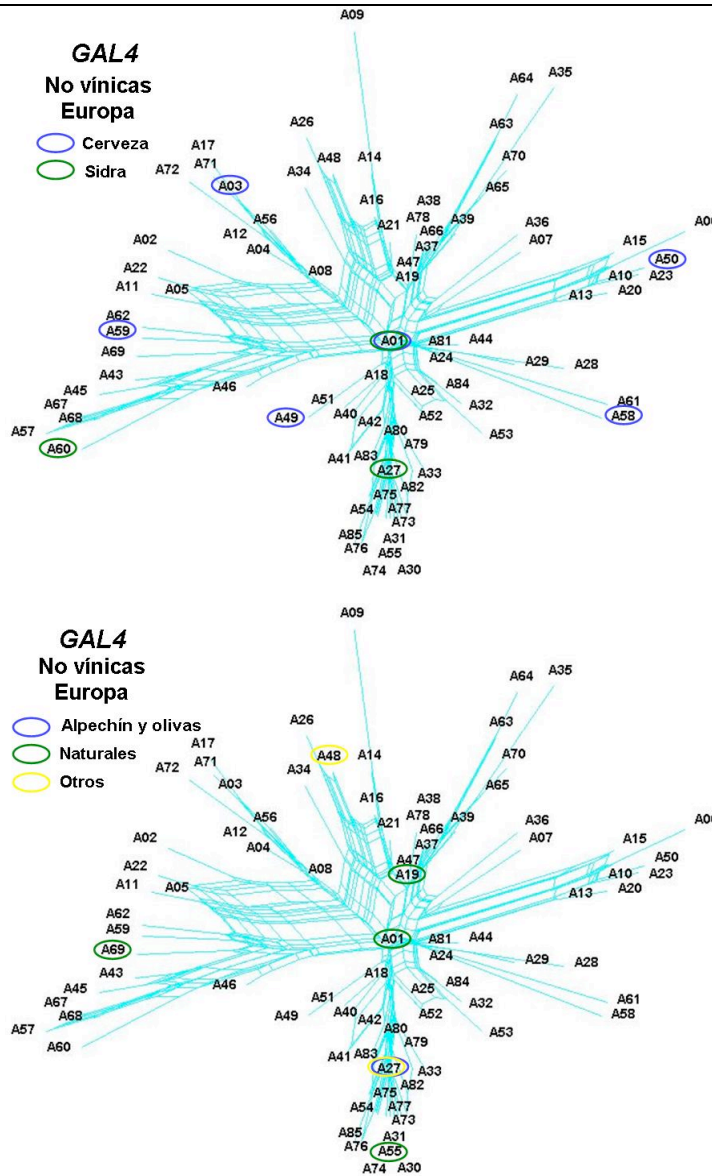 A09
GAL4
No vínicas
Europa
Cerveza
Sidra
A64 A35
A26 A63
A17 A48 A14 A70
A72 A71 A34 A65
A03
A16 A38
A56 A21 A78 A39 A36
A12 A66
A02 A04 A37 A07 A15
A22 A08 A47 A50
A11 A05 A19 A10 A23
A13 A20
A62
A59 A01 A81 A44
A69 A24 A29 A28
A43 A18
A45 A46 A51 A25 A84 A61
A67 A49 A40 A52 A32 A58
A57 A68 A42 A80 A53
A60 A79
A41 A83 A27 A33
A75 A82
A54 A77
A73
A85 A31
A76 A55
A74 A30
A09
GAL4
No vínicas
Europa
Alpechín y olivas
Naturales
Otros
A64 A35
A26 A63
A17 A48 A14 A70
A72 A71 A34 A65
A03
A16 A38
A56 A21 A78 A39 A36
A12 A66
A02 A04 A37 A07 A15
A22 A08 A47 A50
A11 A05 A19 A10 A23
A13 A20
A62
A59 A01 A81 A44
A69 A24 A29 A28
A43 A18
A45 A46 A51 A25 A84 A61
A67 A49 A40 A52 A32 A58
A57 A68 A42 A80 A53
A60 A79
A41 A83 A27 A33
A75 A82
A54 A77
A73
A85 A31
A76 A55
A74 A30